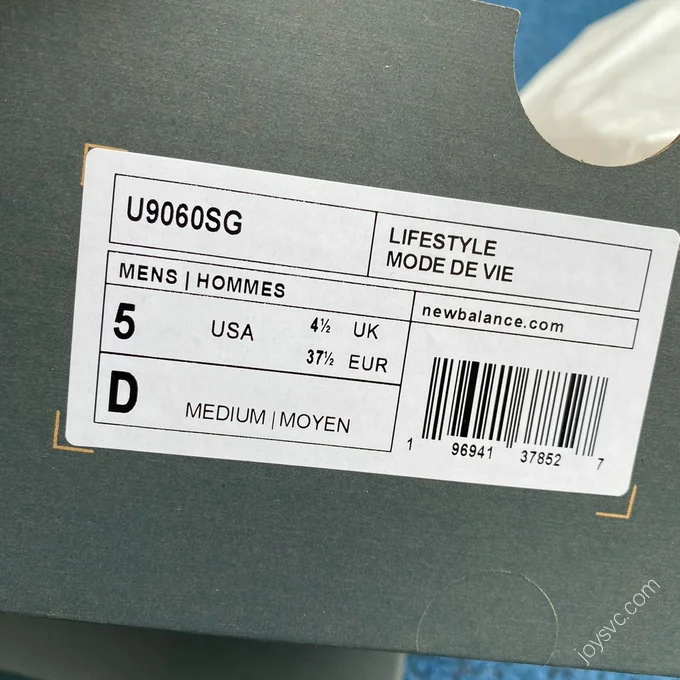 U9060SG
LIFESTYLE
MODE DE VIE
MENS | HOMMES
newbalance.com
5 USA 4½ UK
37½ EUR
D MEDIUM | MOYEN
1 96941 37852 7
joysvc.com